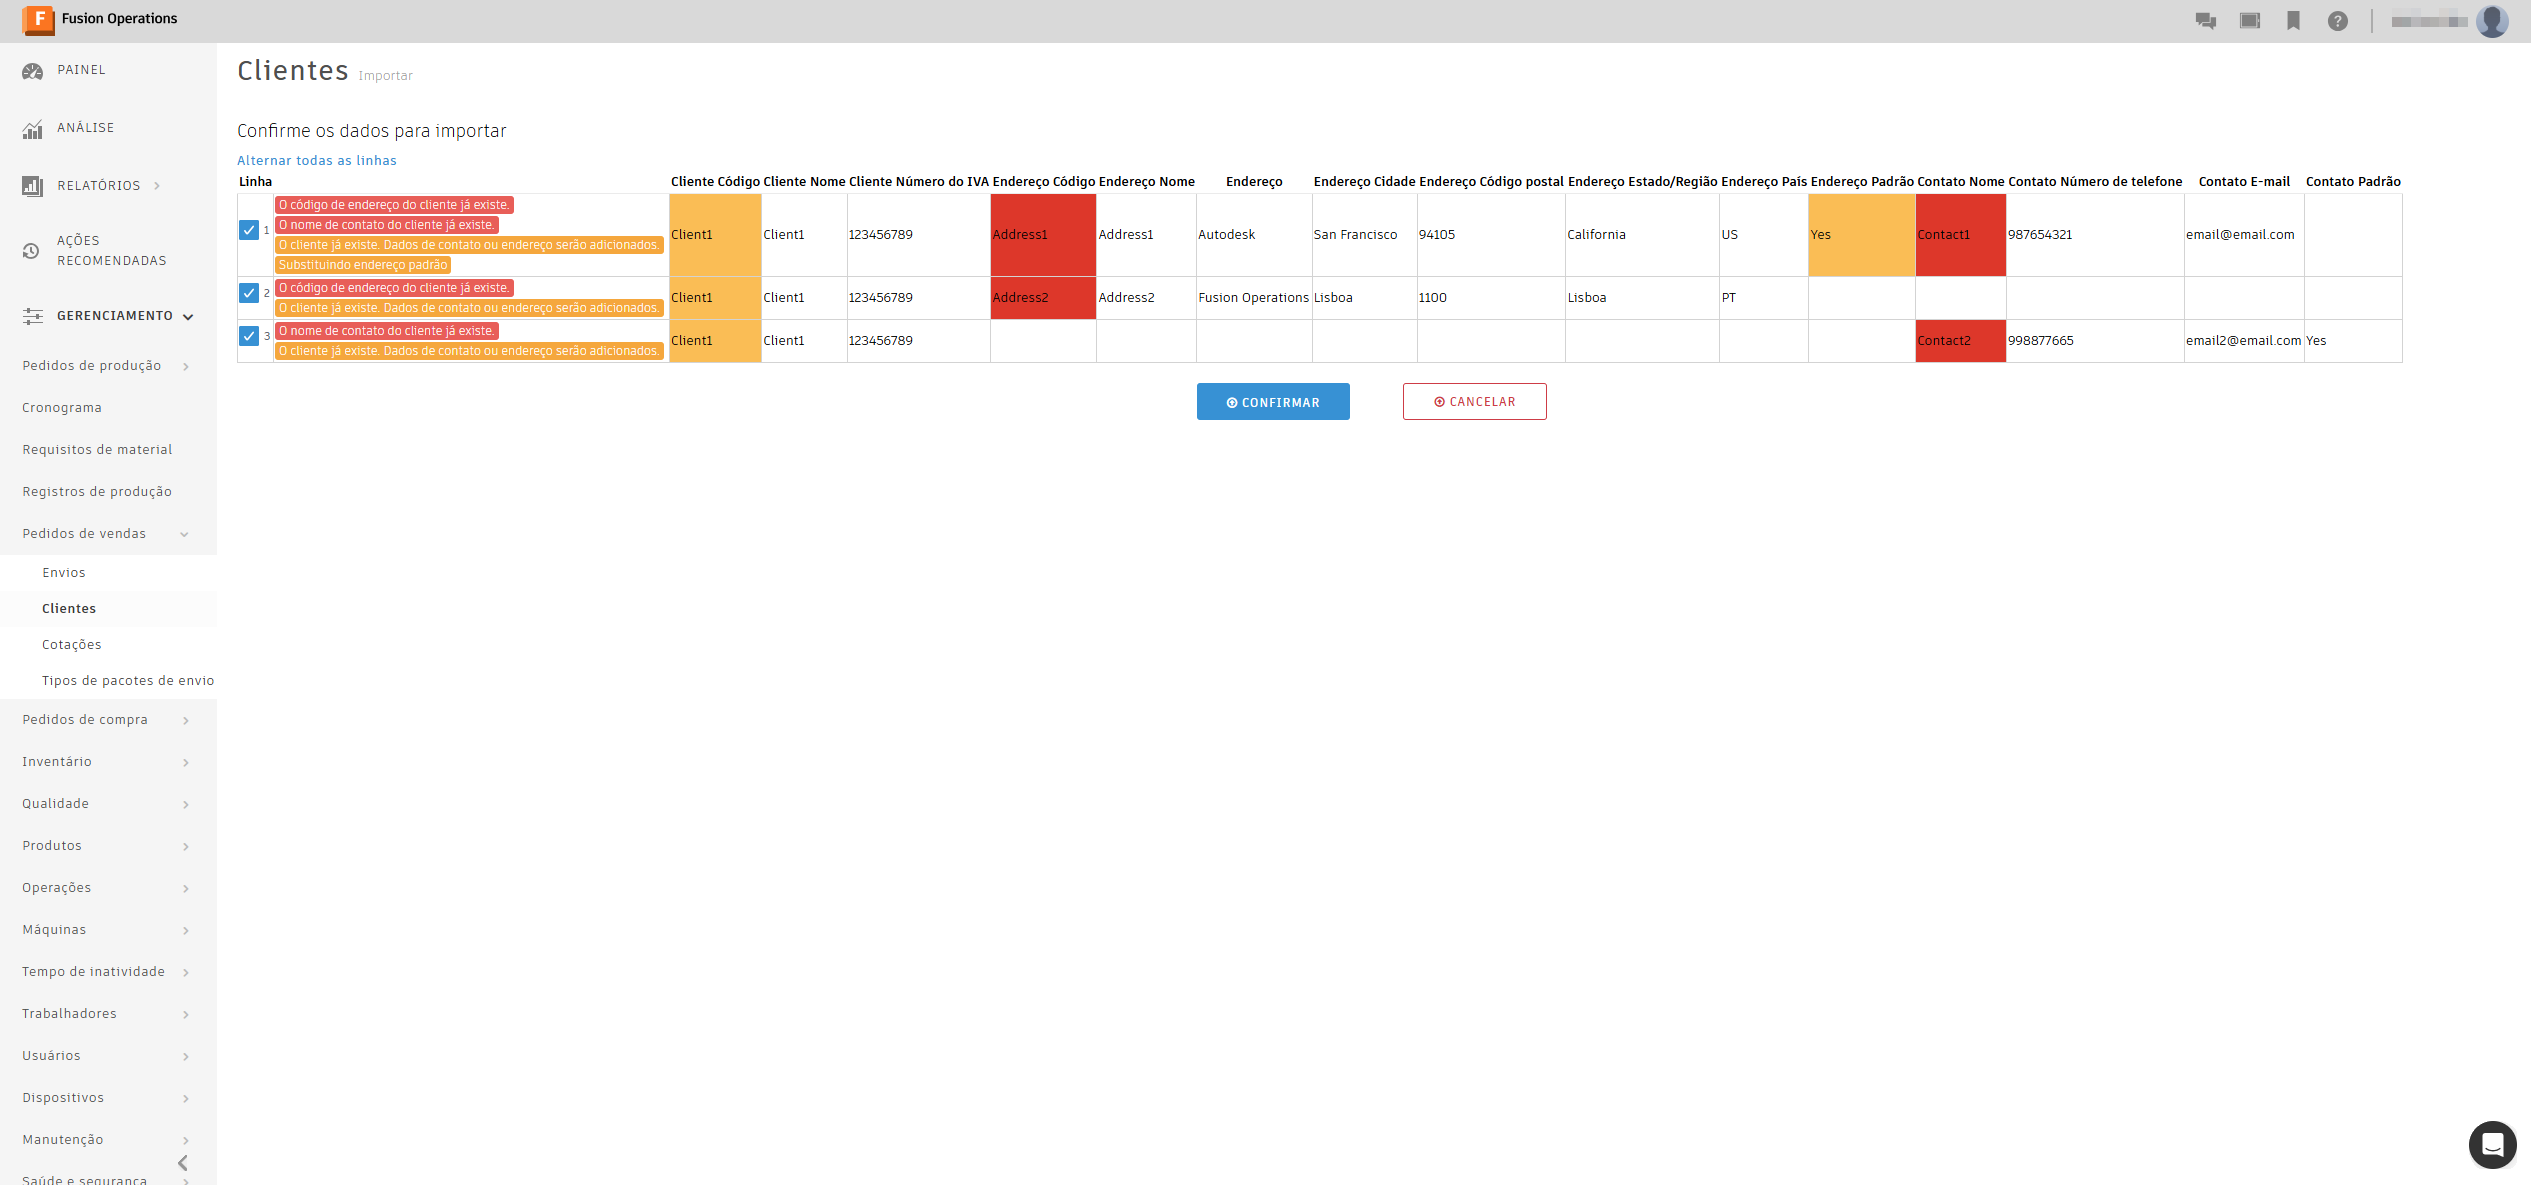 Fusion Operations
PAINEL
ANÁLISE
RELATÓRIOS
AÇÕES
RECOMENDADAS
GERENCIAMENTO
Pedidos de produção
Cronograma
Requisitos de material
Registros de produção
Pedidos de vendas
Envios
Clientes
Cotações
Tipos de pacotes de envio
Pedidos de compra
Inventário
Qualidade
Produtos
Operações
Máquinas
Tempo de inatividade
Trabalhadores
Usuários
Dispositivos
Manutenção
Saúde e segurança
Clientes Importar
Confirme os dados para importar
Alternar todas as linhas
Linha Cliente Código Cliente Nome Cliente Número do IVA Endereço Código Endereço Nome Endereço Endereço Cidade Endereço Código postal Endereço Estado/Região Endereço País Endereço Padrão Contato Nome Contato Número de telefone Contato E-mail Contato Padrão
O código de endereço do cliente já existe.
O nome de contato do cliente já existe.
1 Client1 Client1 123456789 Address1 Address1 Autodesk San Francisco 94105 California US Yes Contact1 987654321 email@email.com
O cliente já existe. Dados de contato ou endereço serão adicionados.
Substituindo endereço padrão
O código de endereço do cliente já existe.
2 Client1 Client1 123456789 Address2 Address2 Fusion Operations Lisboa 1100 Lisboa PT
O cliente já existe. Dados de contato ou endereço serão adicionados.
O nome de contato do cliente já existe.
3 Client1 Client1 123456789 Contact2 998877665 email2@email.com Yes
O cliente já existe. Dados de contato ou endereço serão adicionados.
CONFIRMAR CANCELAR